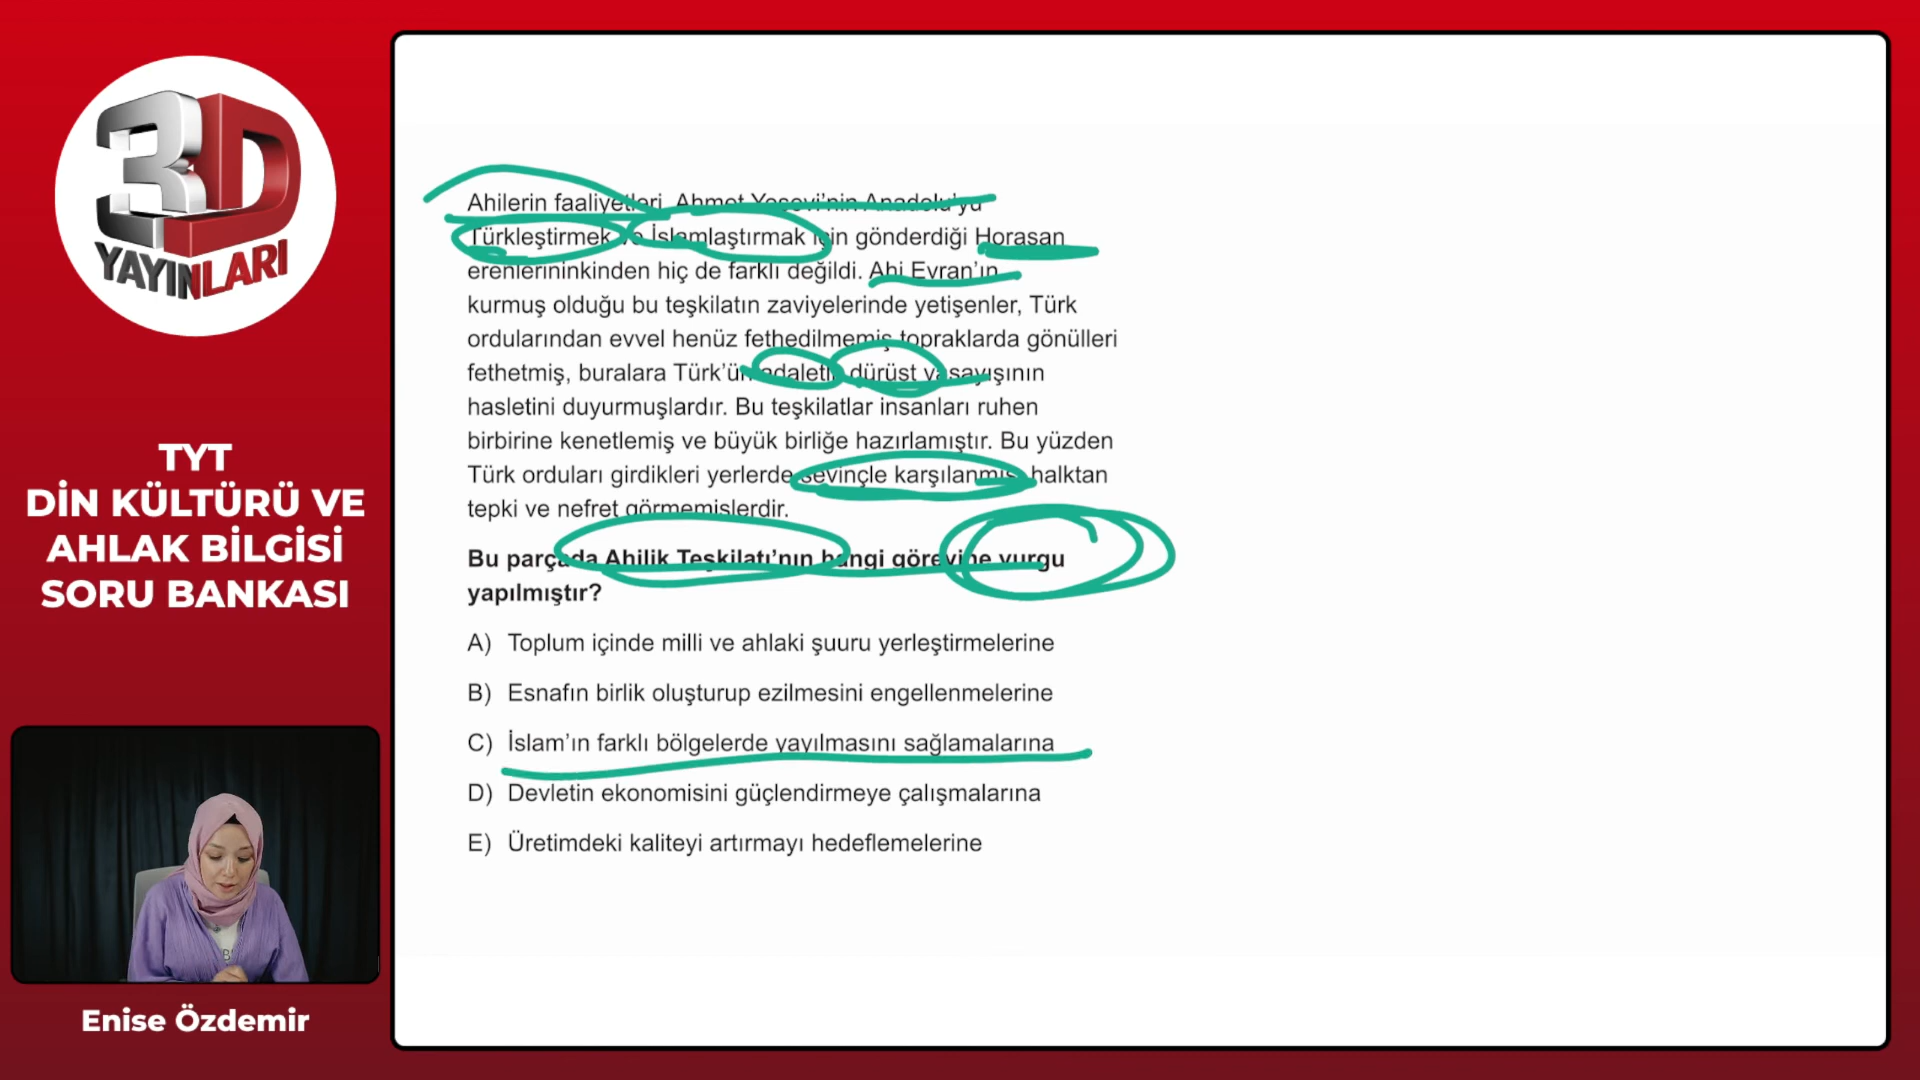 3D
YAYINLARI
TYT
DİN KÜLTÜRÜ VE
AHLAK BİLGİSİ
SORU BANKASI
Enise Özdemir
Ahilerin faaliyetleri, Ahmet Yesevi’nin Anadolu’yu
Türkleştirmek ve İslamlaştırmak için gönderdiği Horasan
erenlerininkinden hiç de farklı değildi. Ahi Evran’ın
kurmuş olduğu bu teşkilatın zaviyelerinde yetişenler, Türk
ordularından evvel henüz fethedilmemiş topraklarda gönülleri
fethetmiş, buralara Türk’ün adaletli, dürüst yaşayışının
hasletini duyurmuşlardır. Bu teşkilatlar insanları ruhen
birbirine kenetlemiş ve büyük birliğe hazırlamıştır. Bu yüzden
Türk orduları girdikleri yerlerde sevinçle karşılanmış, halktan
tepki ve nefret görmemişlerdir.
Bu parçada Ahilik Teşkilatı’nın hangi görevine vurgu
yapılmıştır?
A) Toplum içinde milli ve ahlaki şuuru yerleştirmelerine
B) Esnafın birlik oluşturup ezilmesini engellenmelerine
C) İslam’ın farklı bölgelerde yayılmasını sağlamalarına
D) Devletin ekonomisini güçlendirmeye çalışmalarına
E) Üretimdeki kaliteyi artırmayı hedeflemelerine